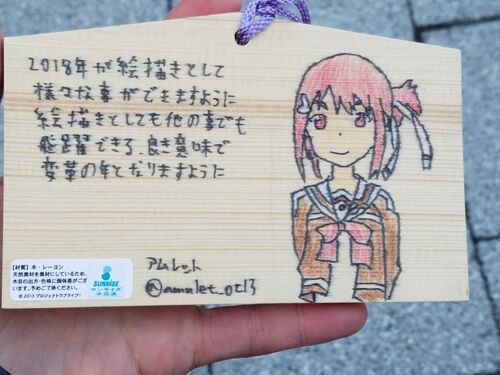 2018年が絵描きとして
様々な事ができますように
絵描きとしても他の事でも
飛躍できる良き意味で
変革の年となりますように
アムレット
@amulet_ot13
【材質】木・レーヨン
天然素材を素材にしているため、
木目の出方・色味に個体差がござ
います。予めご了承ください。
© 2013 プロジェクトラブライブ!
SUNRISE
サンライズ